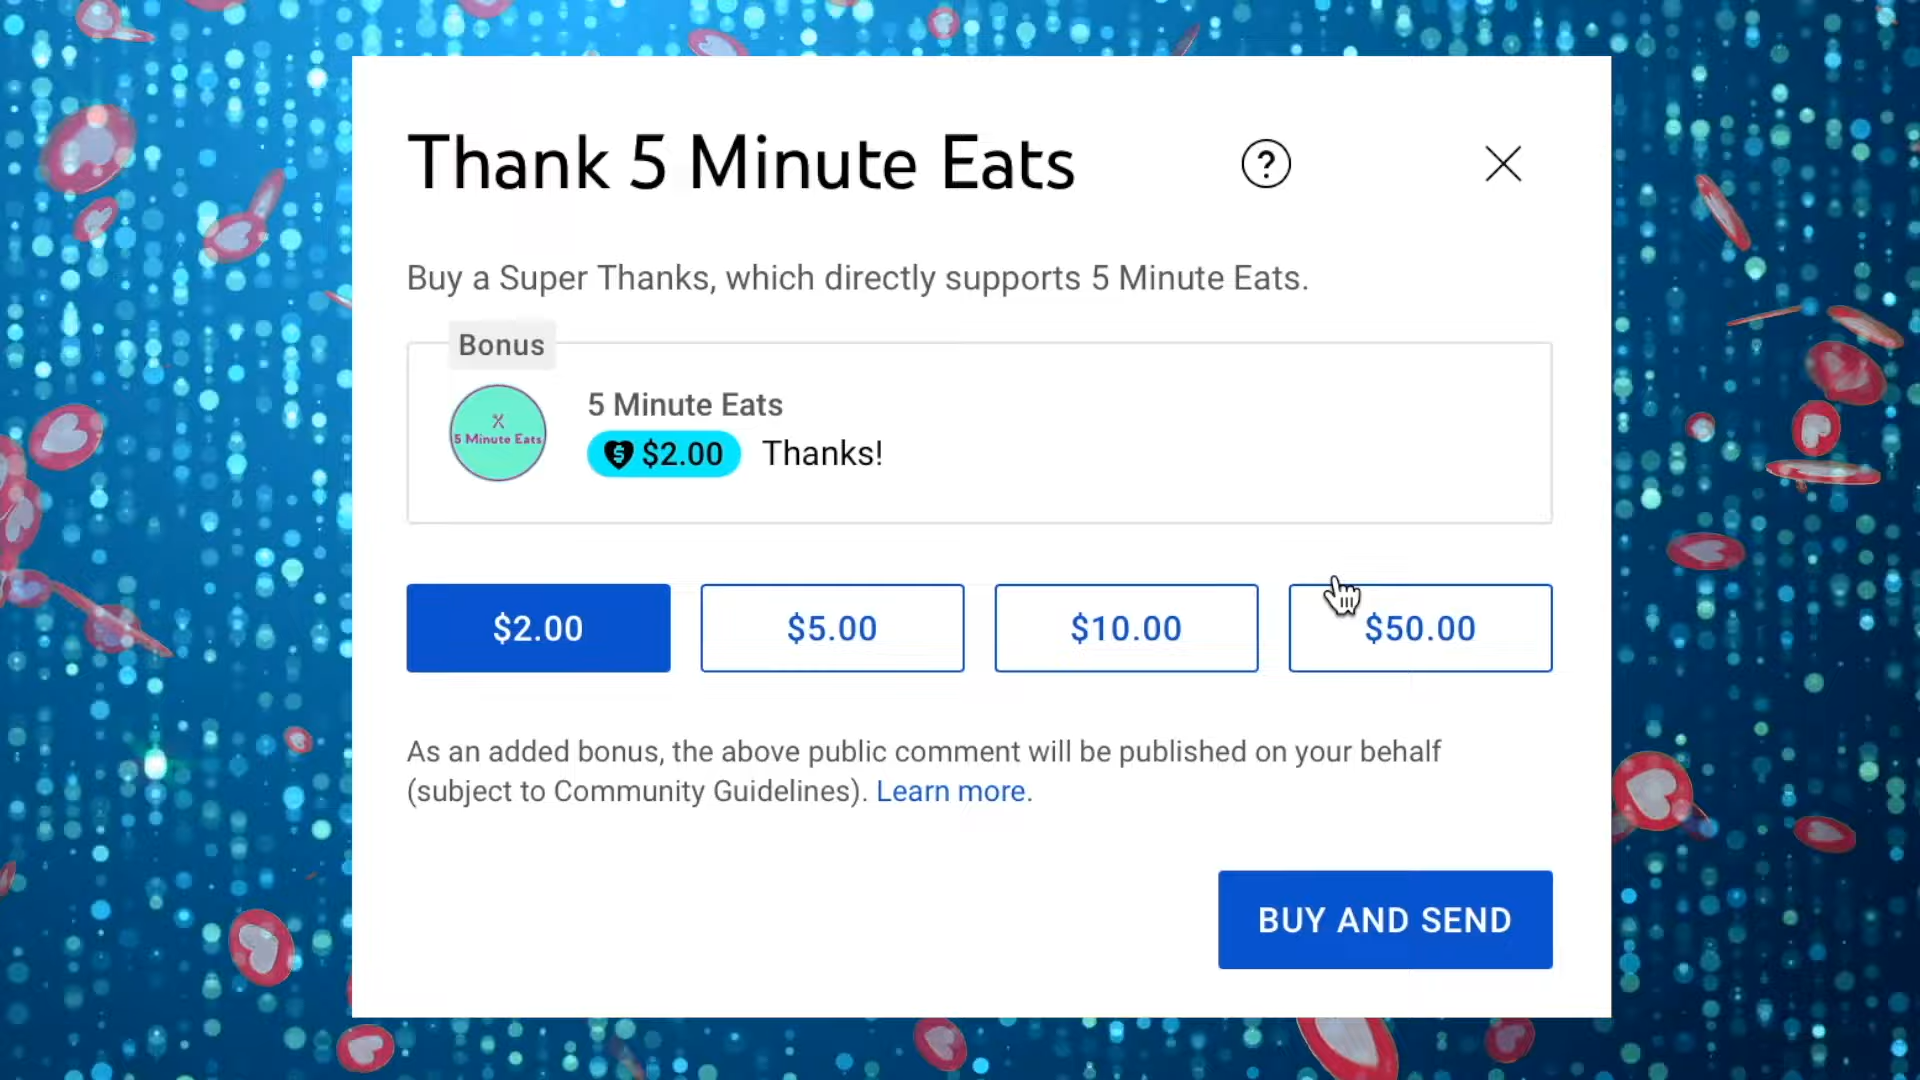 Thank 5 Minute Eats
?
Buy a Super Thanks, which directly supports 5 Minute Eats.
Bonus
5 Minute Eats
5 Minute Eats
$2.00 Thanks!
$2.00 $5.00 $10.00 $50.00
As an added bonus, the above public comment will be published on your behalf
(subject to Community Guidelines). Learn more.
BUY AND SEND